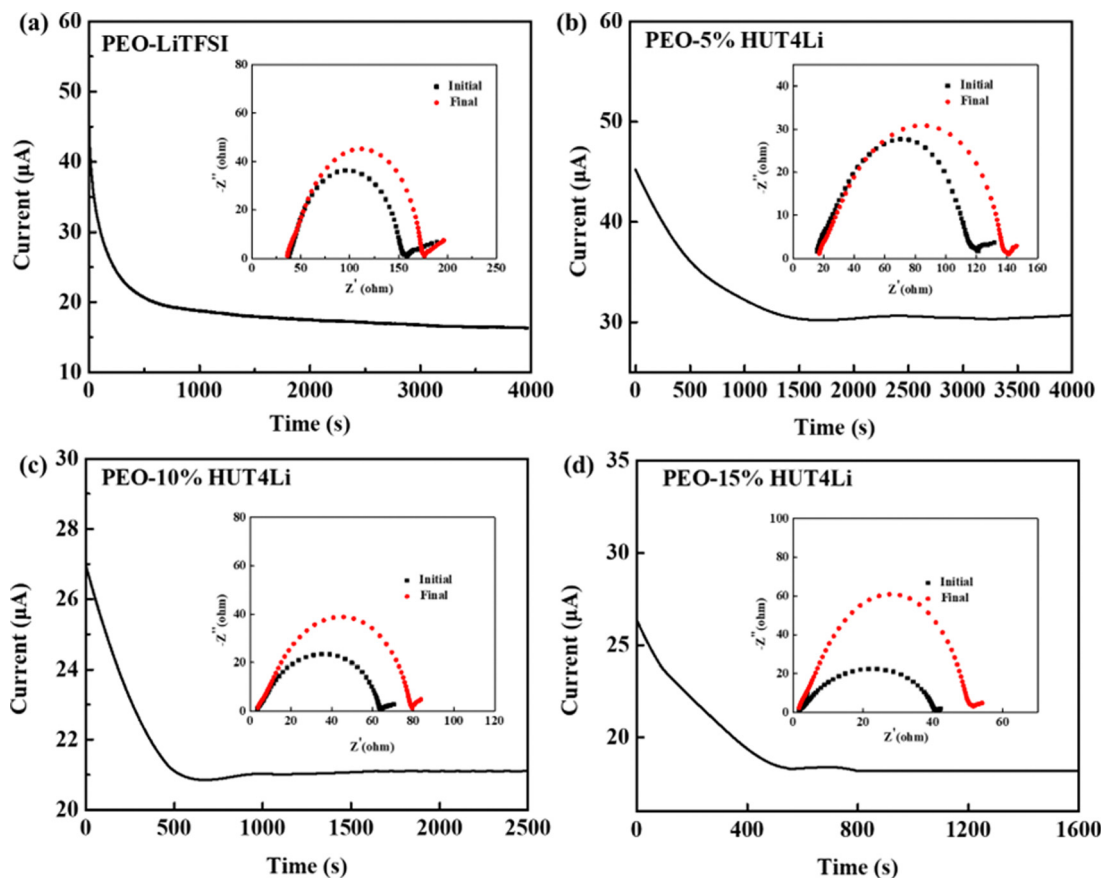 (a)
PEO-LiTFSI
60
50
40
30
20
10
Current (μA)
0
1000
2000
3000
4000
Time (s)
80
60
40
20
0
-Z'' (ohm)
Initial
Final
0
50
100
150
200
250
Z' (ohm)
(b)
PEO-5% HUT4Li
60
50
40
30
20
Current (μA)
0
500
1000
1500
2000
2500
3000
3500
4000
Time (s)
40
30
20
10
0
-Z'' (ohm)
Initial
Final
0
20
40
60
80
100
120
140
160
Z' (ohm)
(c)
PEO-10% HUT4Li
30
28
26
24
22
20
Current (μA)
0
500
1000
1500
2000
2500
Time (s)
80
60
40
20
0
-Z'' (ohm)
Initial
Final
0
20
40
60
80
100
120
Z' (ohm)
(d)
PEO-15% HUT4Li
35
30
25
20
Current (μA)
0
400
800
1200
1600
Time (s)
100
80
60
40
20
0
-Z'' (ohm)
Initial
Final
0
20
40
60
Z' (ohm)